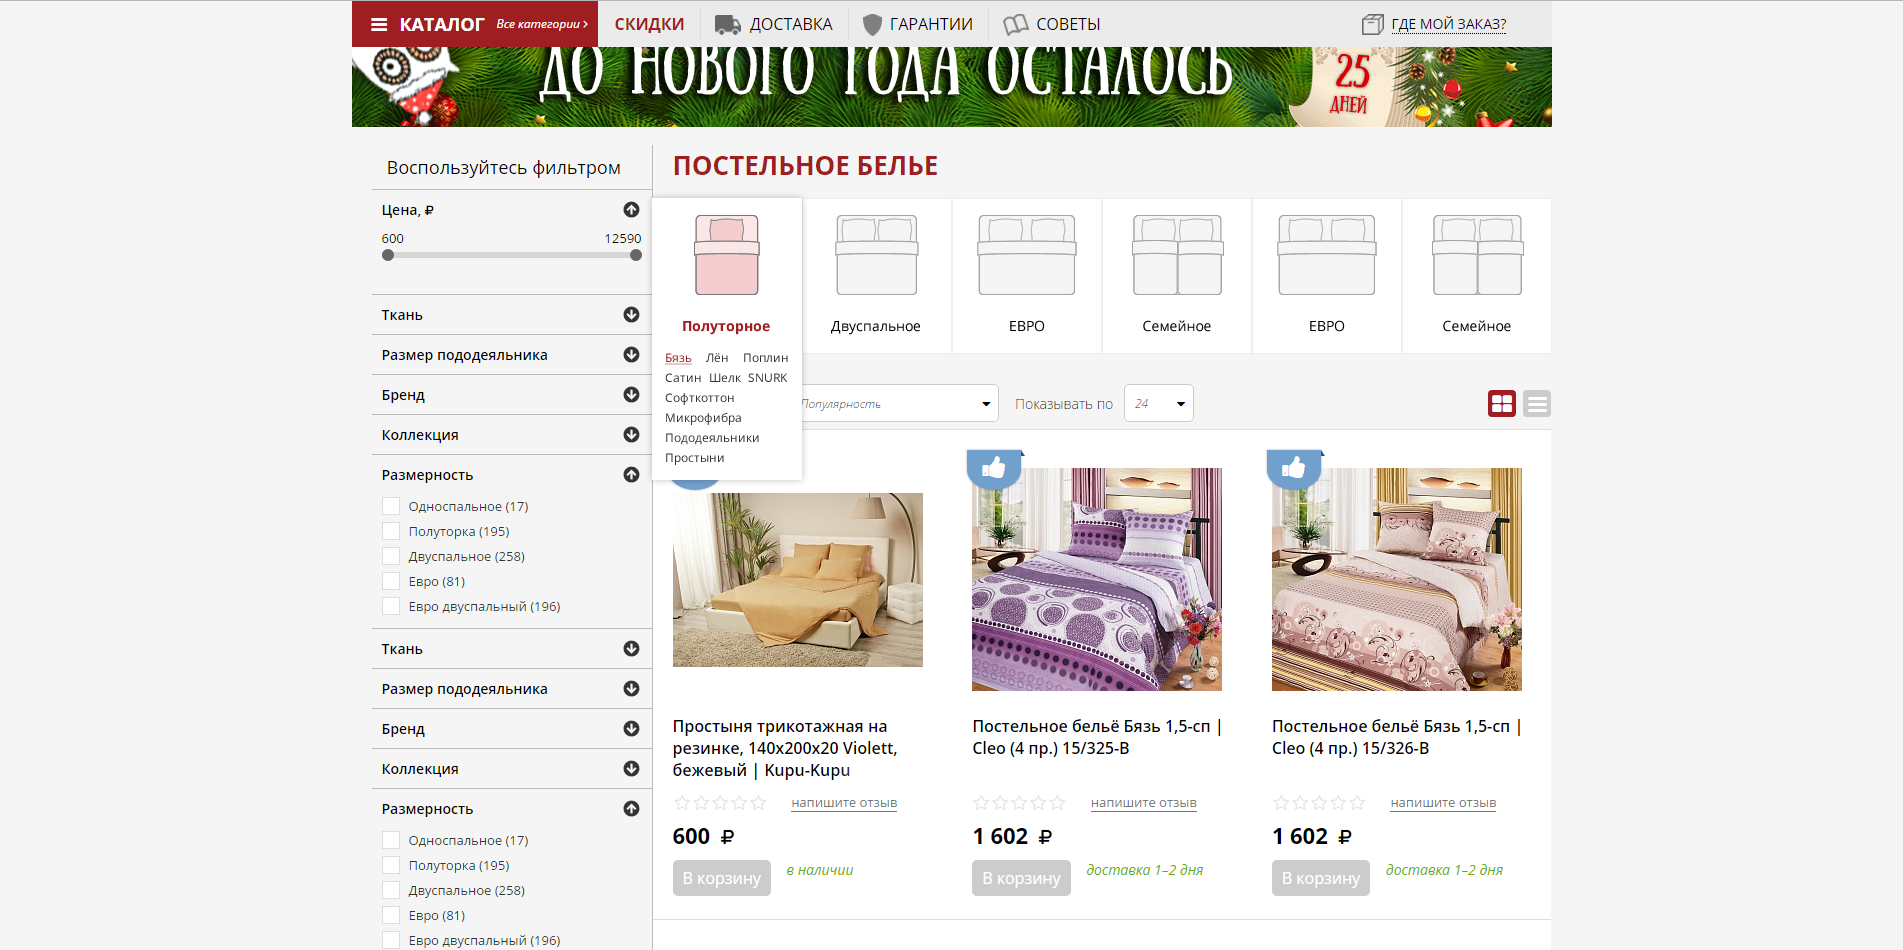 КАТАЛОГ Все категории ›
СКИДКИ
ДОСТАВКА
ГАРАНТИИ
СОВЕТЫ
ГДЕ МОЙ ЗАКАЗ?
ДО НОВОГО ГОДА ОСТАЛОСЬ
25
ДНЕЙ
Воспользуйтесь фильтром
Цена, ₽
600 12590
Ткань
Размер пододеяльника
Бренд
Коллекция
Размерность
Односпальное (17)
Полуторка (195)
Двуспальное (258)
Евро (81)
Евро двуспальный (196)
Ткань
Размер пододеяльника
Бренд
Коллекция
Размерность
Односпальное (17)
Полуторка (195)
Двуспальное (258)
Евро (81)
Евро двуспальный (196)
ПОСТЕЛЬНОЕ БЕЛЬЕ
Полуторное
Бязь Лён Поплин
Сатин Шелк SNURK
Софткоттон
Микрофибра
Пододеяльники
Простыни
Двуспальное
ЕВРО
Семейное
ЕВРО
Семейное
Популярность
Показывать по
24
Простыня трикотажная на
резинке, 140х200х20 Violett,
бежевый | Kupu-Kupu
напишите отзыв
600 ₽
В корзину
в наличии
Постельное бельё Бязь 1,5-сп |
Cleo (4 пр.) 15/325-В
напишите отзыв
1 602 ₽
В корзину
доставка 1–2 дня
Постельное бельё Бязь 1,5-сп |
Cleo (4 пр.) 15/326-В
напишите отзыв
1 602 ₽
В корзину
доставка 1–2 дня